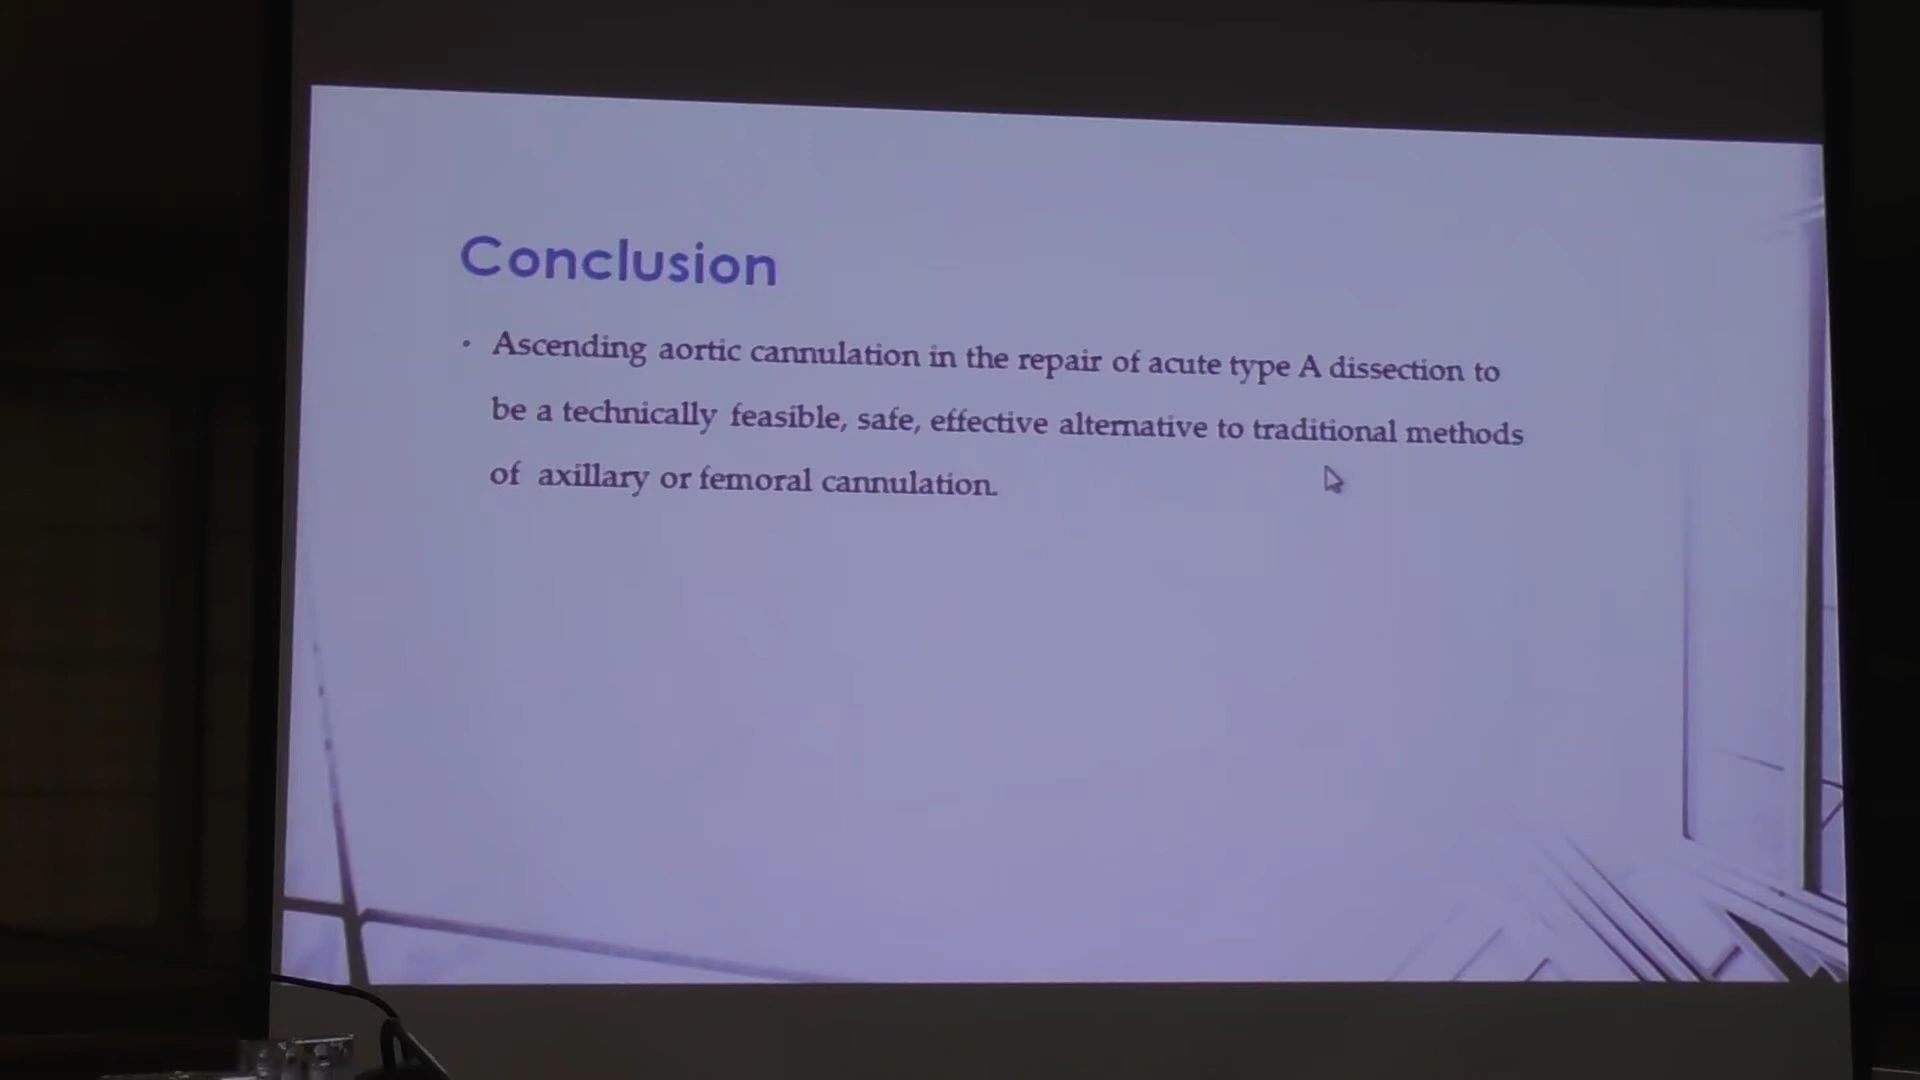 Conclusion
• Ascending aortic cannulation in the repair of acute type A dissection to
be a technically feasible, safe, effective alternative to traditional methods
of axillary or femoral cannulation.